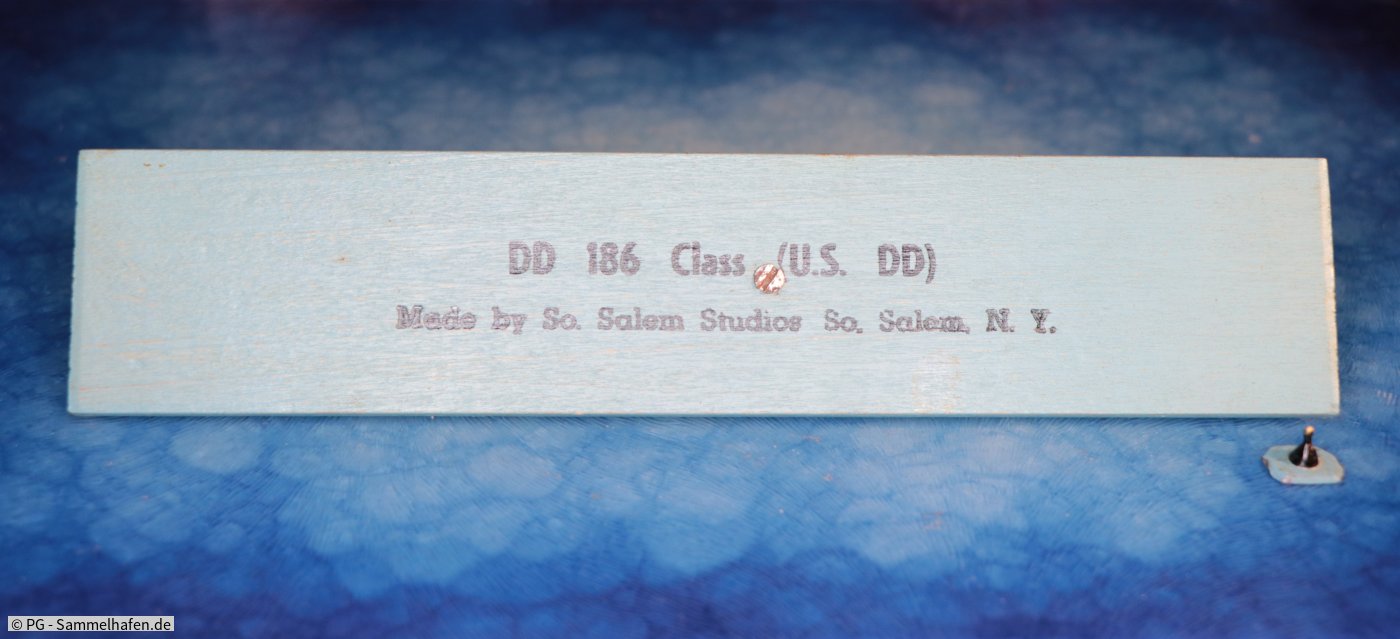 DD 186 Class (U.S. DD)
Made by So. Salem Studios So. Salem, N. Y.
© PG - Sammelhafen.de